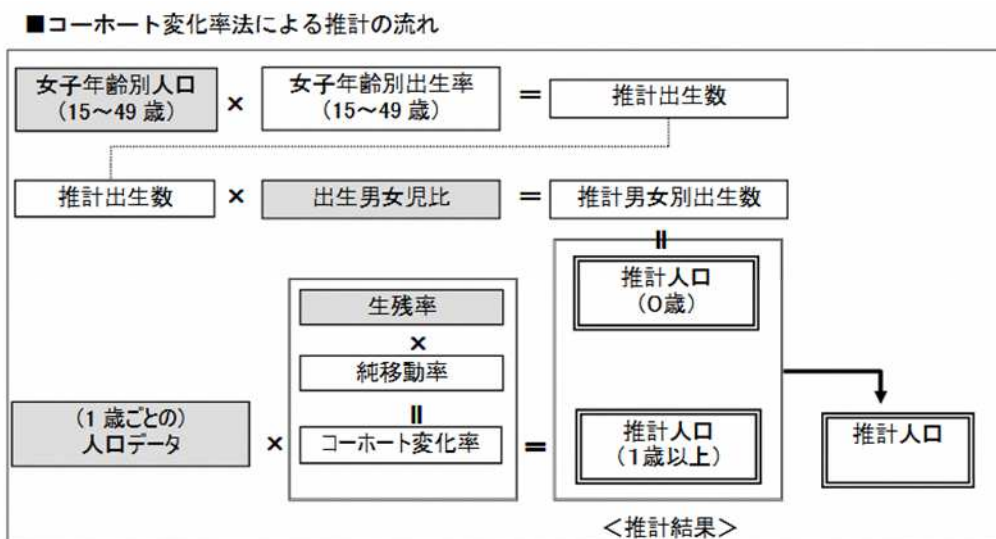 ■コーホート変化率法による推計の流れ
女子年齢別人口
（15～49 歳）
×
女子年齢別出生率
（15～49 歳）
＝
推計出生数
推計出生数
×
出生男女児比
＝
推計男女別出生数
＝
推計人口
（0歳）
生残率
×
純移動率
＝
（1 歳ごとの）
人口データ
×
コーホート変化率
＝
推計人口
（1歳以上）
推計人口
＜推計結果＞